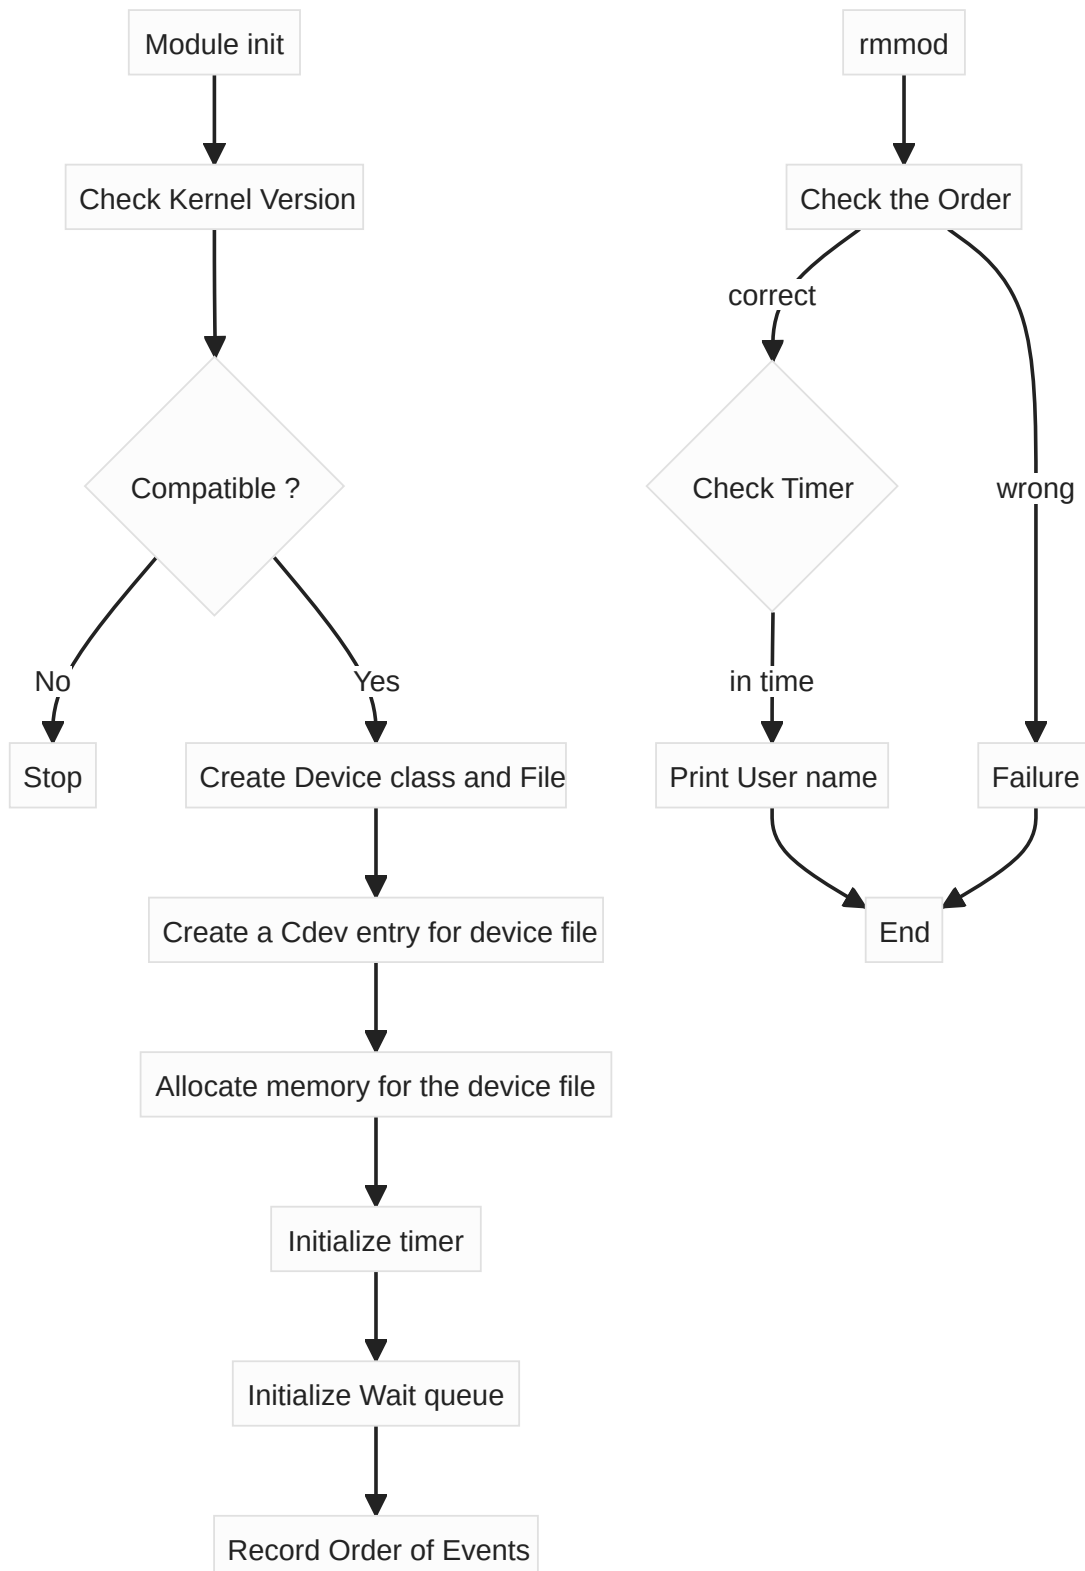 Module init
rmmod
Check Kernel Version
Check the Order
correct
Compatible ?
Check Timer
wrong
No
Yes
in time
Stop
Create Device class and File
Print User name
Failure
Create a Cdev entry for device file
End
Allocate memory for the device file
Initialize timer
Initialize Wait queue
Record Order of Events